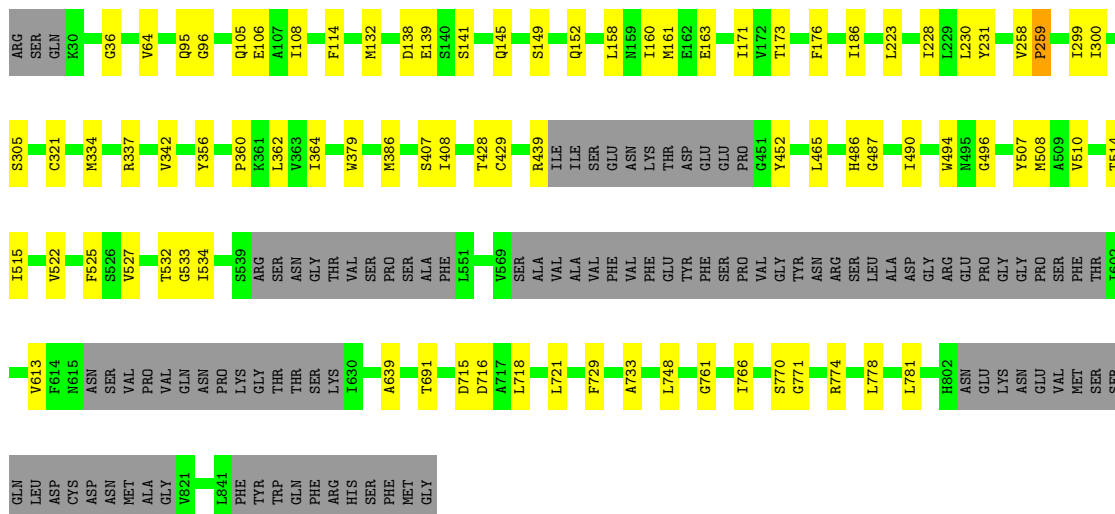 ARG SER GLN K30 G36 V64 Q95 G96 Q105 E106 A107 I108 F114 M132 D138 E139 S140 S141 Q145 S149 Q152 L158 N159 I160 M161 E162 E163 I171 V172 T173 F176 I186 L223 I228 L229 L230 Y231 V258 P259 I299 I300
S305 C321 M334 R337 V342 Y356 P360 K361 L362 V363 I364 W379 M386 S407 I408 T428 C429 R439 ILE ILE SER GLU ASN LYS THR ASP GLU GLU PRO G451 Y452 L465 H486 G487 I490 W494 N495 G496 Y507 M508 A509 V510 T514
I515 V522 F525 S526 V527 T532 G533 I534 S539 ARG SER ASN GLY THR VAL SER PRO SER ALA PHE L551 V569 SER ALA VAL ALA VAL PHE VAL PHE GLU TYR PHE SER PRO VAL GLY TYR ASN ARG SER LEU ALA ASP GLY ARG GLU PRO GLY GLY PRO SER PHE THR I602
V613 F614 N615 ASN SER VAL PRO VAL GLN ASN PRO LYS GLY THR THR SER LYS I630 A639 T691 D715 D716 A717 L718 L721 F729 A733 L748 G761 I766 S770 G771 R774 L778 L781 H802 ASN GLU LYS ASN GLU VAL MET SER SER
GLN LEU ASP CYS ASP ASN MET ALA GLY V821 L841 PHE TYR TRP GLN PHE ARG HIS SER PHE MET GLY